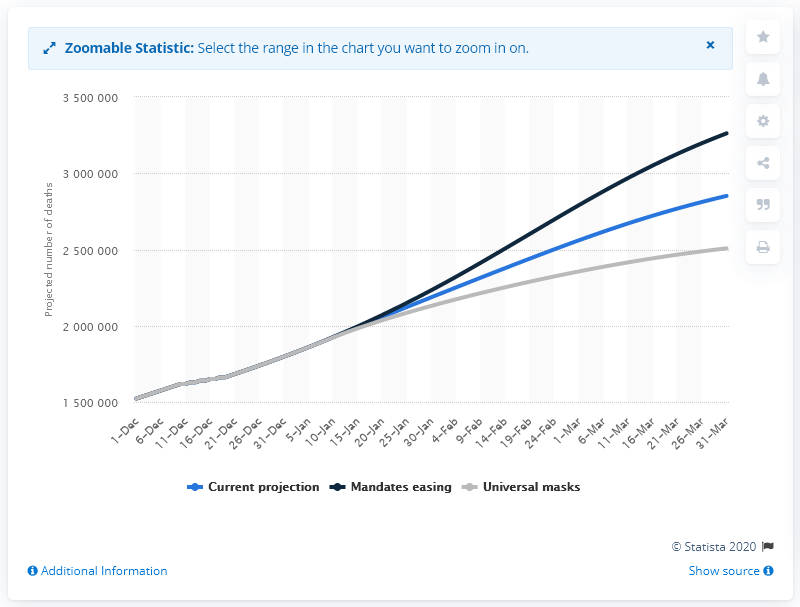 Zoomable Statistic: Select the range in the chart you want to zoom in on.
3 500 000
3 000 000
2 500 000
2 000 000
1 500 000
Projected number of deaths
1-Dec
6-Dec
11-Dec
16-Dec
21-Dec
26-Dec
31-Dec
5-Jan
10-Jan
15-Jan
20-Jan
25-Jan
30-Jan
4-Feb
9-Feb
14-Feb
19-Feb
24-Feb
1-Mar
6-Mar
11-Mar
16-Mar
21-Mar
26-Mar
31-Mar
Current projection
Mandates easing
Universal masks
© Statista 2020
Additional Information
Show source